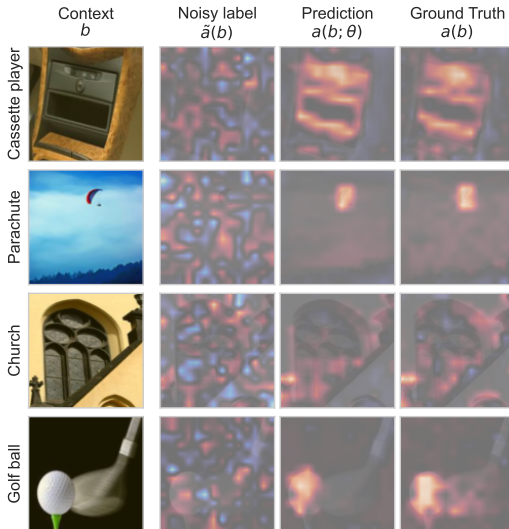 Context
b
Noisy label
ã(b)
Prediction
a(b; θ)
Ground Truth
a(b)
Cassette player
Parachute
Church
Golf ball